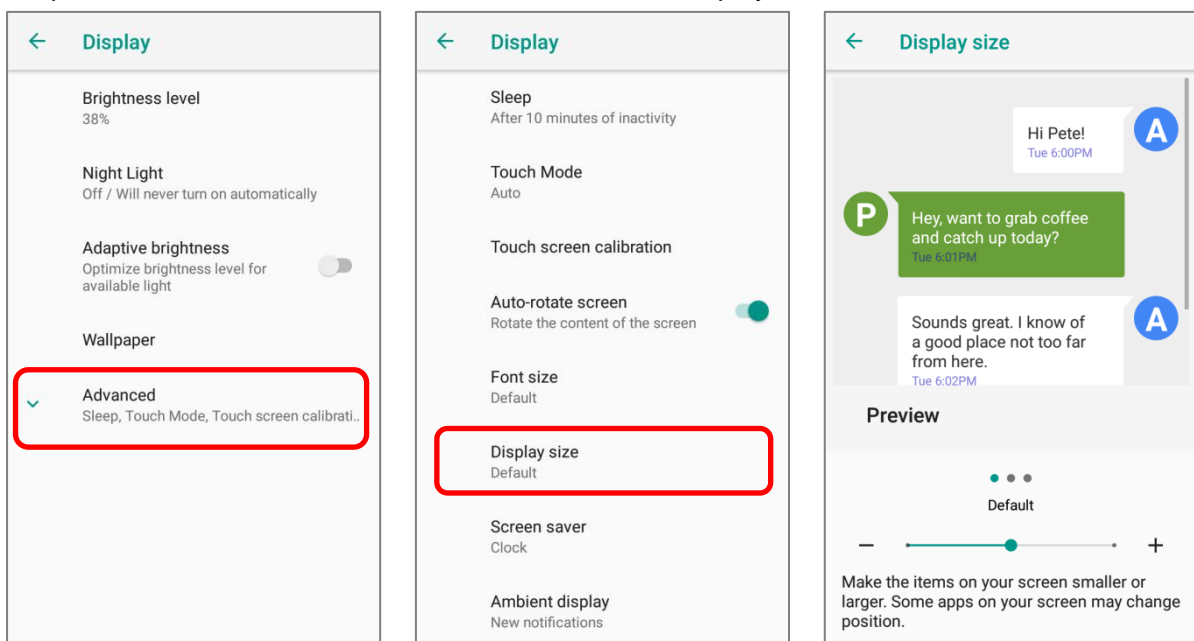 Display
Brightness level
38%
Night Light
Off / Will never turn on automatically
Adaptive brightness
Optimize brightness level for
available light
Wallpaper
Advanced
Sleep, Touch Mode, Touch screen calibrati..
Display
Sleep
After 10 minutes of inactivity
Touch Mode
Auto
Touch screen calibration
Auto-rotate screen
Rotate the content of the screen
Font size
Default
Display size
Default
Screen saver
Clock
Ambient display
New notifications
Display size
Hi Pete!
Tue 6:00PM
A
P
Hey, want to grab coffee
and catch up today?
Tue 6:01PM
Sounds great. I know of
a good place not too far
from here.
Tue 6:02PM
A
Preview
Default
Make the items on your screen smaller or
larger. Some apps on your screen may change
position.